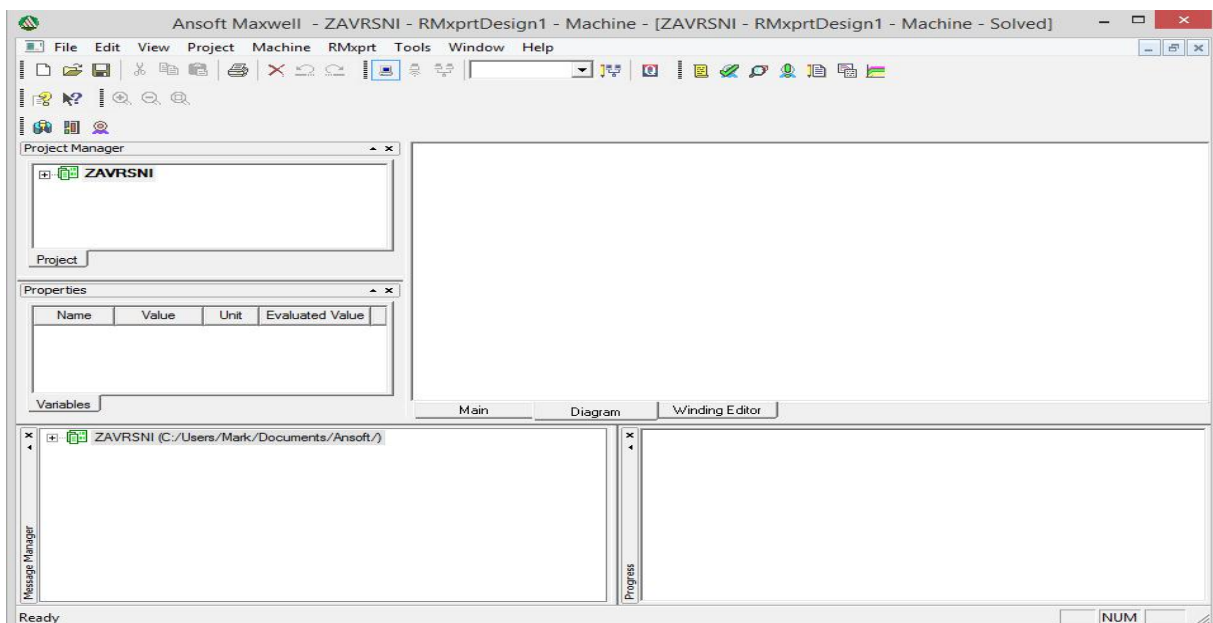 Ansoft Maxwell - ZAVRSNI - RMxprtDesign1 - Machine - [ZAVRSNI - RMxprtDesign1 - Machine - Solved]
File Edit View Project Machine RMxprt Tools Window Help
Project Manager
ZAVRSNI
Project
Properties
Name Value Unit Evaluated Value
Variables
Main Diagram Winding Editor
ZAVRSNI (C:/Users/Mark/Documents/Ansoft/)
Message Manager
Progress
Ready
NUM